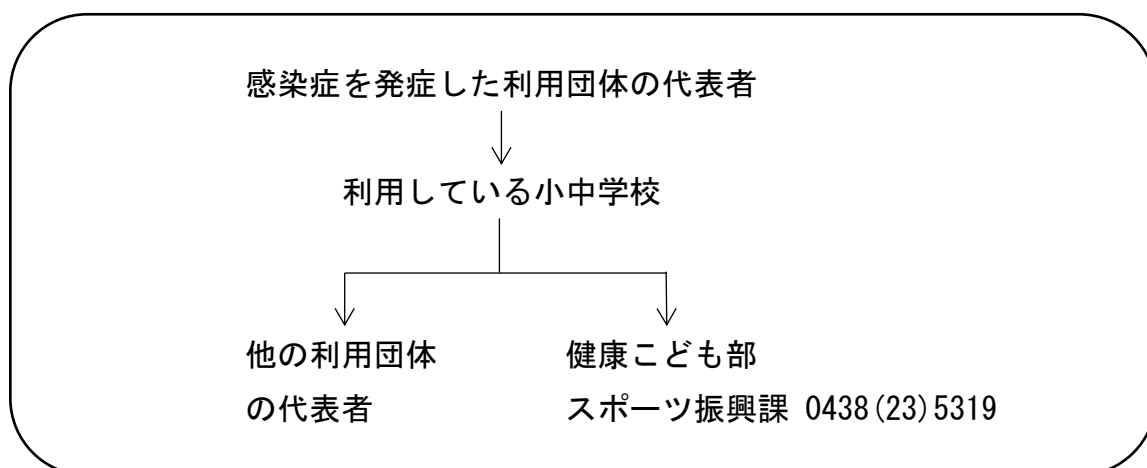 感染症を発症した利用団体の代表者
利用している小中学校
他の利用団体
の代表者
健康こども部
スポーツ振興課 0438(23)5319